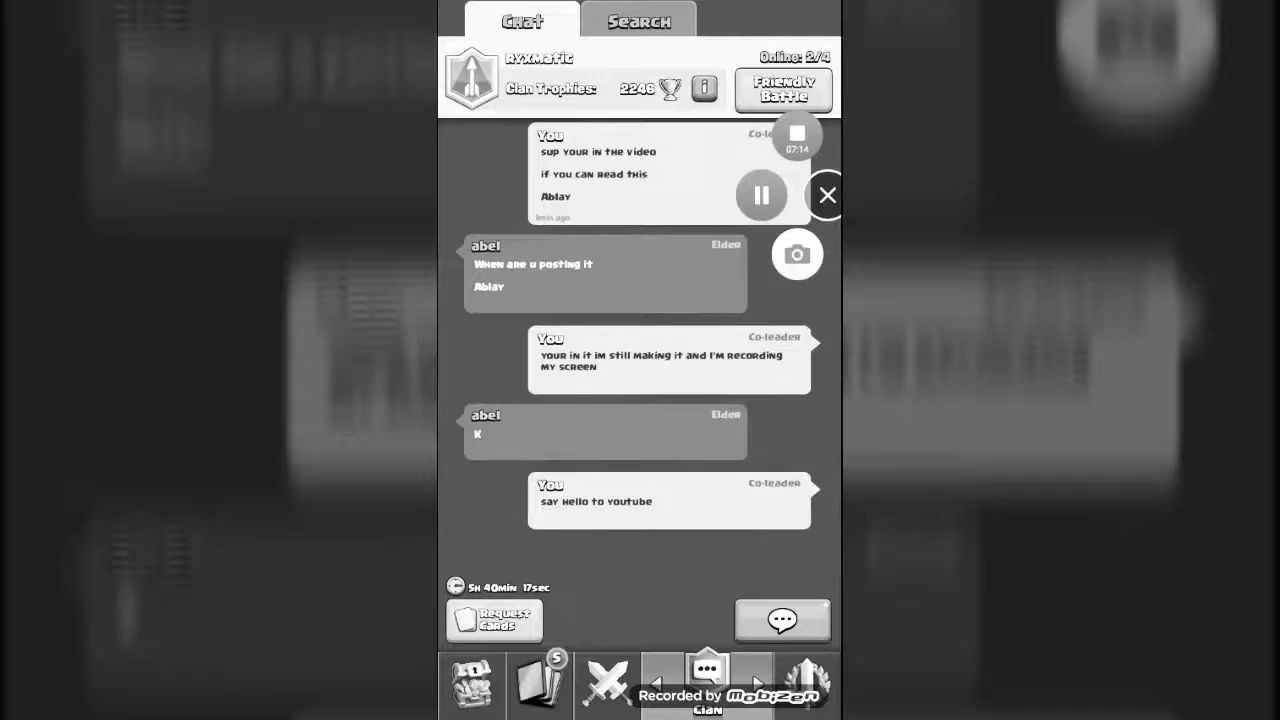 Chat
Search
RYXMatic
Online: 2/4
Clan Trophies: 2246
i
Friendly
Battle
You
Co-le
sup your in the video
if you can read this
Ablay
1min ago
07:14
abel
Elder
When are u posting it
Ablay
You
Co-leader
your in it im still making it and I'm recording
my screen
abel
Elder
K
You
Co-leader
say hello to youtube
5h 40min 17sec
Request
Cards
5
Recorded by Mobizen
Clan